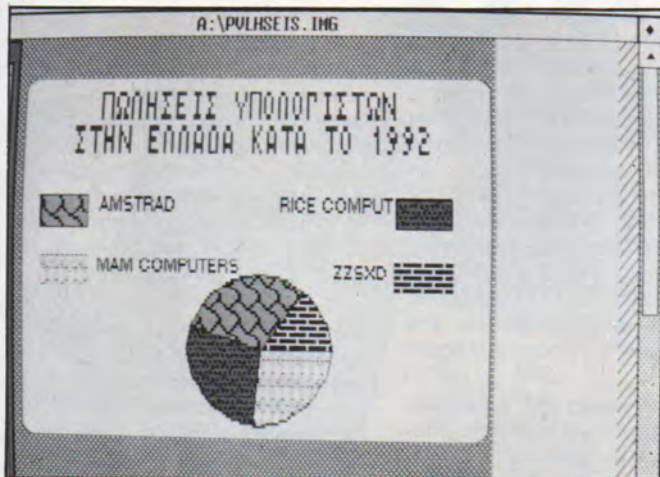 A:\PVLHSEIS.IMG
ΠΩΛΗΣΕΙΣ ΥΠΟΛΟΓΙΣΤΩΝ
ΣΤΗΝ ΕΛΛΑΔΑ ΚΑΤΑ ΤΟ 1992
AMSTRAD RICE COMPUT
MAM COMPUTERS ZZSXD